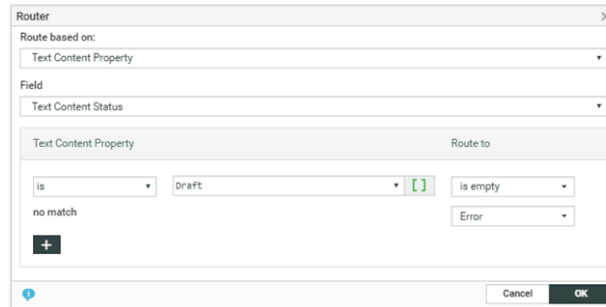 Router
Route based on:
Text Content Property
Field
Text Content Status
Text Content Property Route to
is Draft [] is empty
no match Error
+
Cancel OK